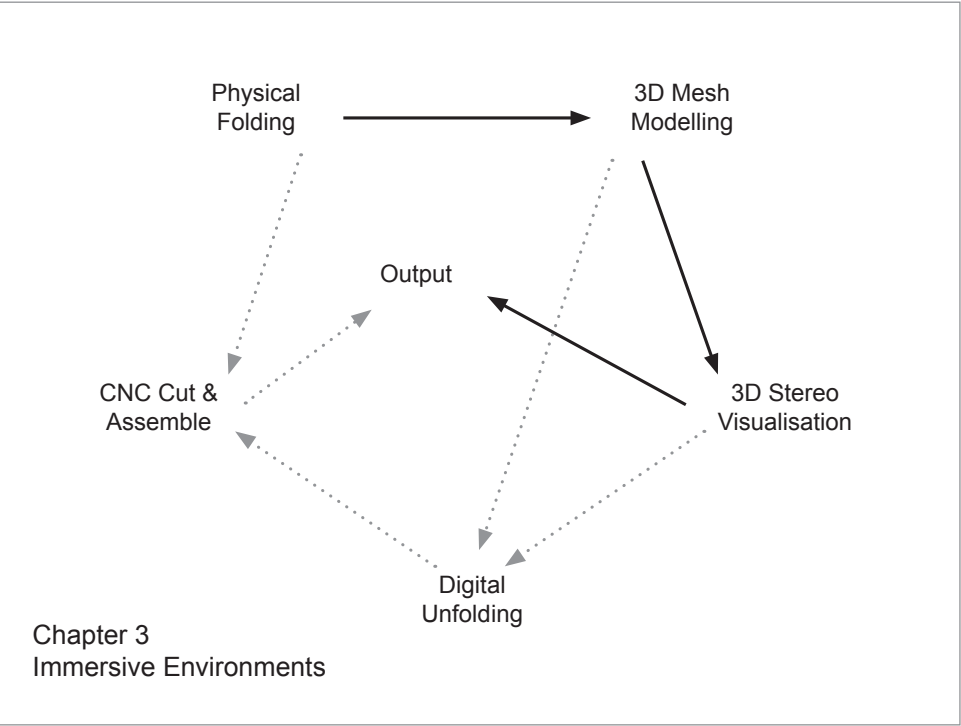 Physical
Folding
3D Mesh
Modelling
Output
CNC Cut &
Assemble
3D Stereo
Visualisation
Digital
Unfolding
Chapter 3
Immersive Environments